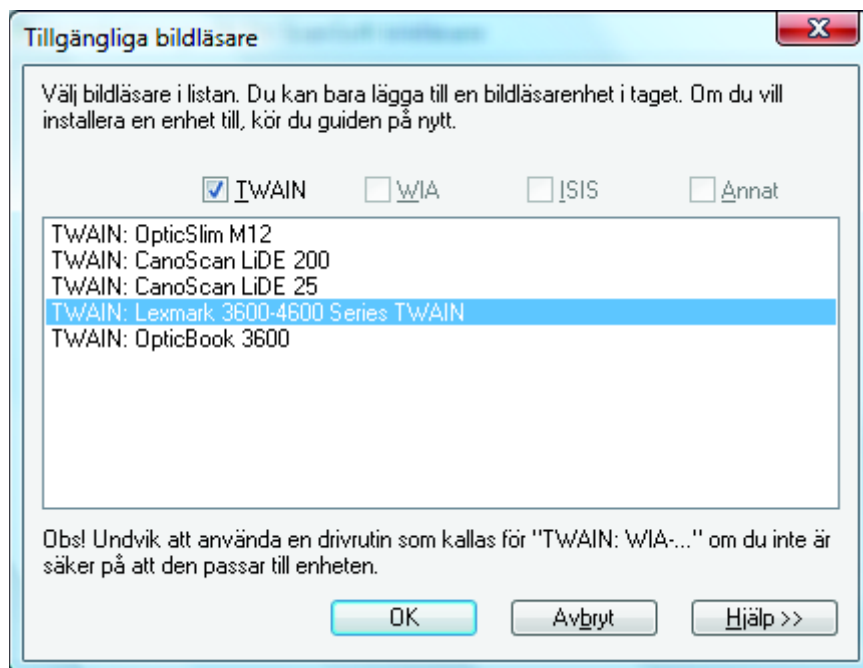 Tillgängliga bildläsare
Välj bildläsare i listan. Du kan bara lägga till en bildläsarenhet i taget. Om du vill
installera en enhet till, kör du guiden på nytt.
TWAIN WIA ISIS Annat
TWAIN: OpticSlim M12
TWAIN: CanoScan LiDE 200
TWAIN: CanoScan LiDE 25
TWAIN: Lexmark 3600-4600 Series TWAIN
TWAIN: OpticBook 3600
Obs! Undvik att använda en drivrutin som kallas för "TWAIN: WIA-..." om du inte är
säker på att den passar till enheten.
OK Avbryt Hjälp >>